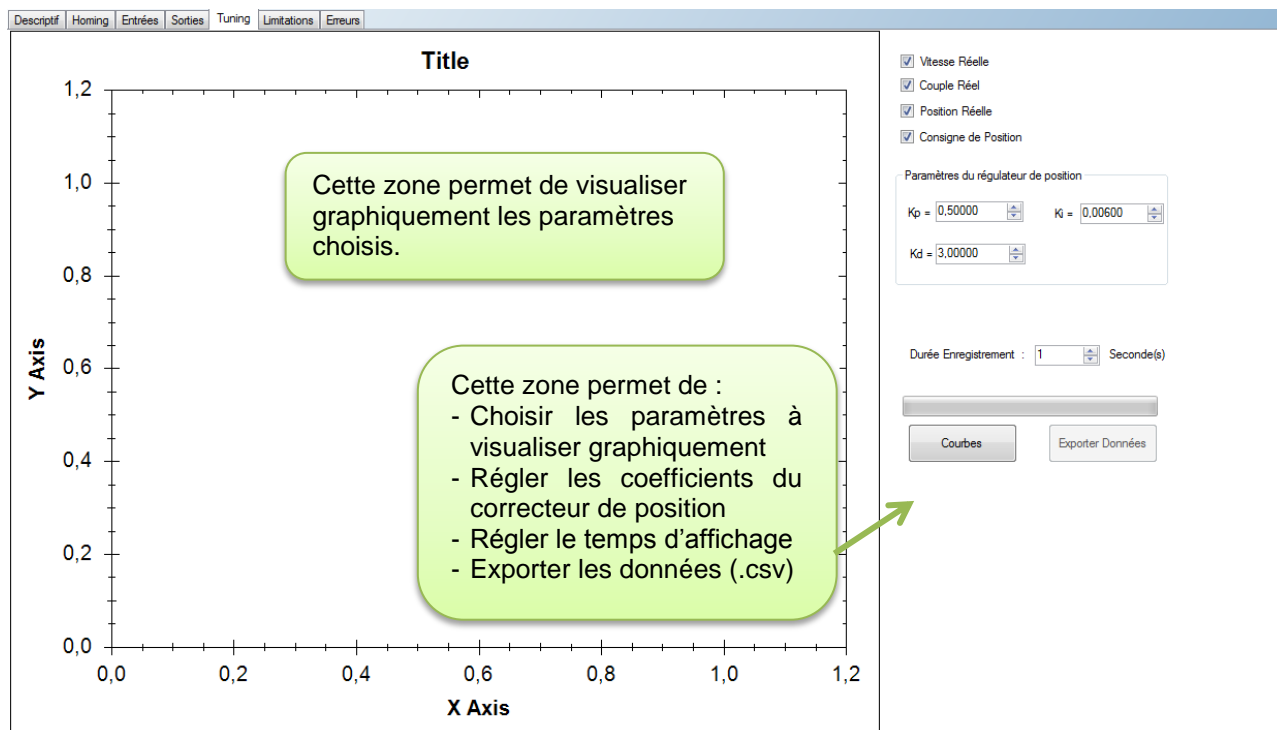 Descriptif Homing Entrées Sorties Tuning Limitations Erreurs
Title
1,2
1,0
0,8
0,6
0,4
0,2
0,0
Y Axis
0,0 0,2 0,4 0,6 0,8 1,0 1,2
X Axis
Cette zone permet de visualiser
graphiquement les paramètres
choisis.
Cette zone permet de :
- Choisir les paramètres à
visualiser graphiquement
- Régler les coefficients du
correcteur de position
- Régler le temps d’affichage
- Exporter les données (.csv)
Vitesse Réelle
Couple Réel
Position Réelle
Consigne de Position
Paramètres du régulateur de position
Kp = 0,50000 Ki = 0,00600
Kd = 3,00000
Durée Enregistrement : 1 Seconde(s)
Courbes Exporter Données